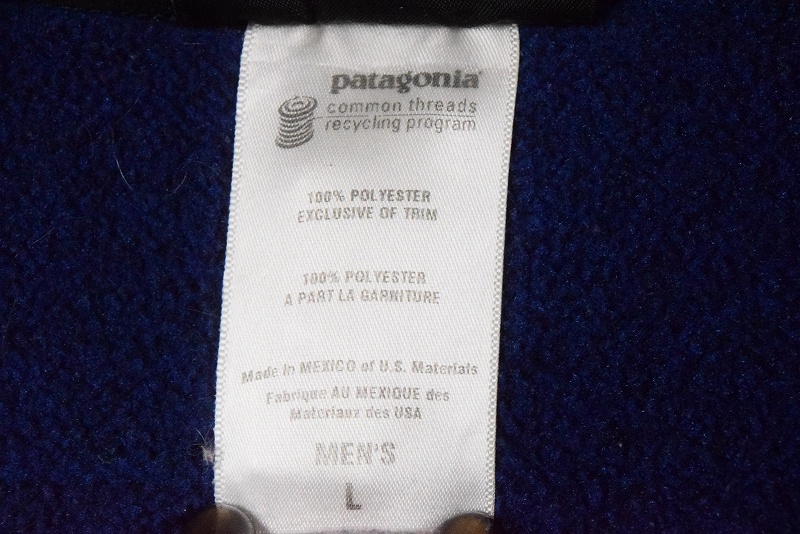 patagonia
common threads
recycling program
100% POLYESTER
EXCLUSIVE OF TRIM
100% POLYESTER
A PART LA GARNITURE
Made in MEXICO of U.S. Materials
Fabrique AU MEXIQUE des
Materiaux des USA
MEN'S
L